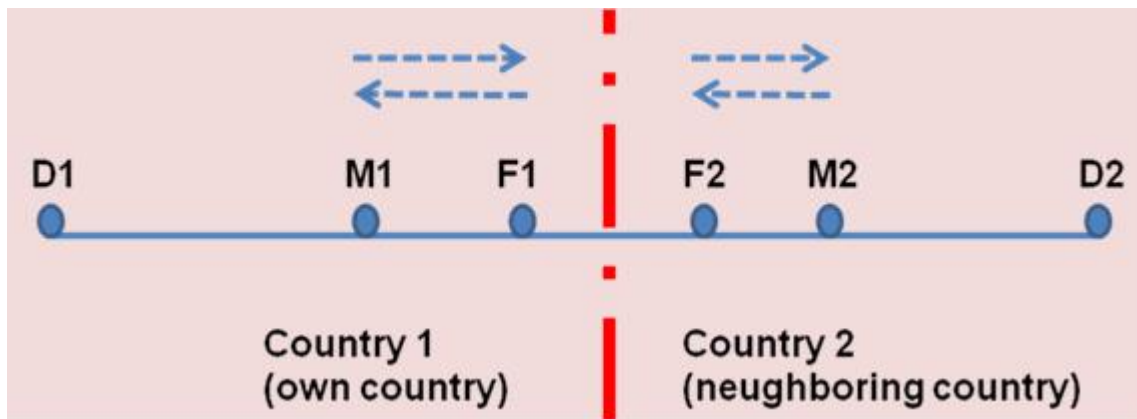 D1 M1 F1 F2 M2 D2
Country 1
(own country)
Country 2
(neughboring country)